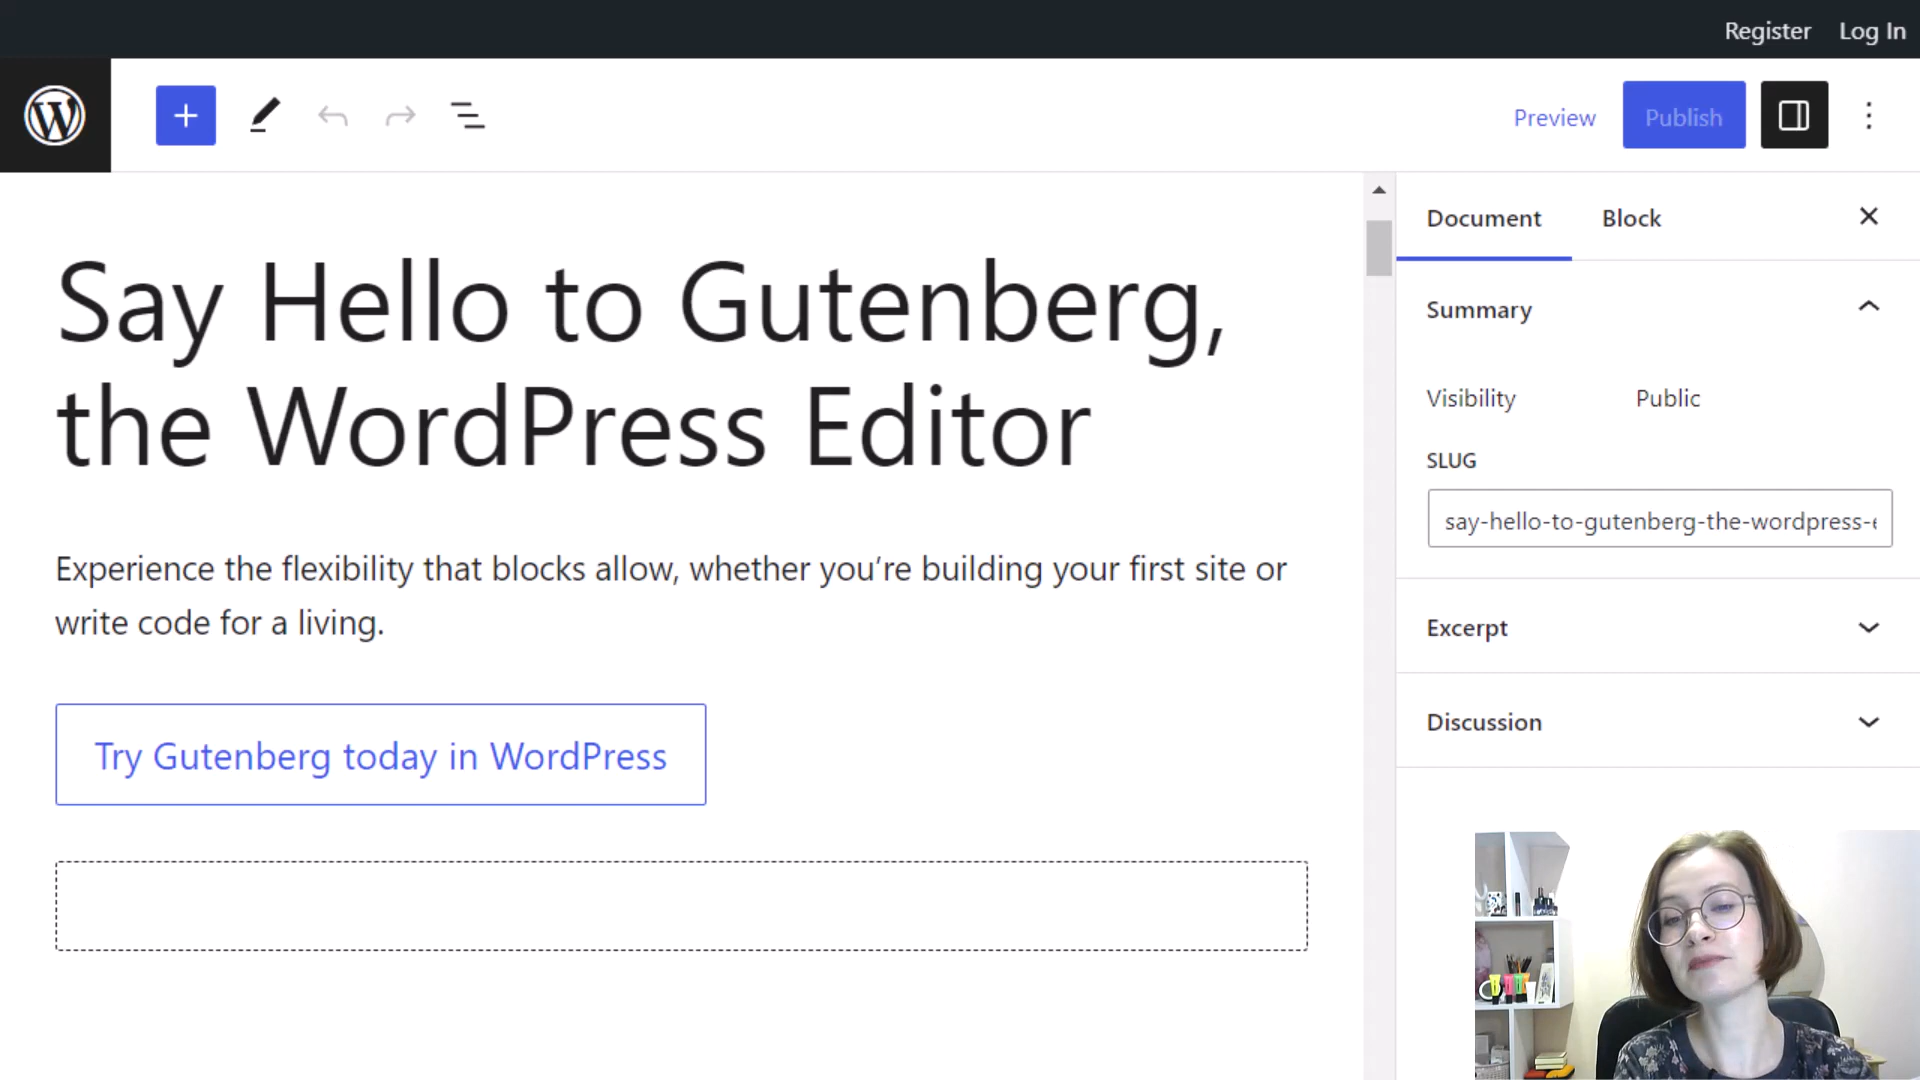 Register Log In
Preview Publish
Document Block
Say Hello to Gutenberg,
the WordPress Editor
Summary
Visibility Public
SLUG
say-hello-to-gutenberg-the-wordpress-
Experience the flexibility that blocks allow, whether you’re building your first site or
write code for a living.
Excerpt
Try Gutenberg today in WordPress
Discussion